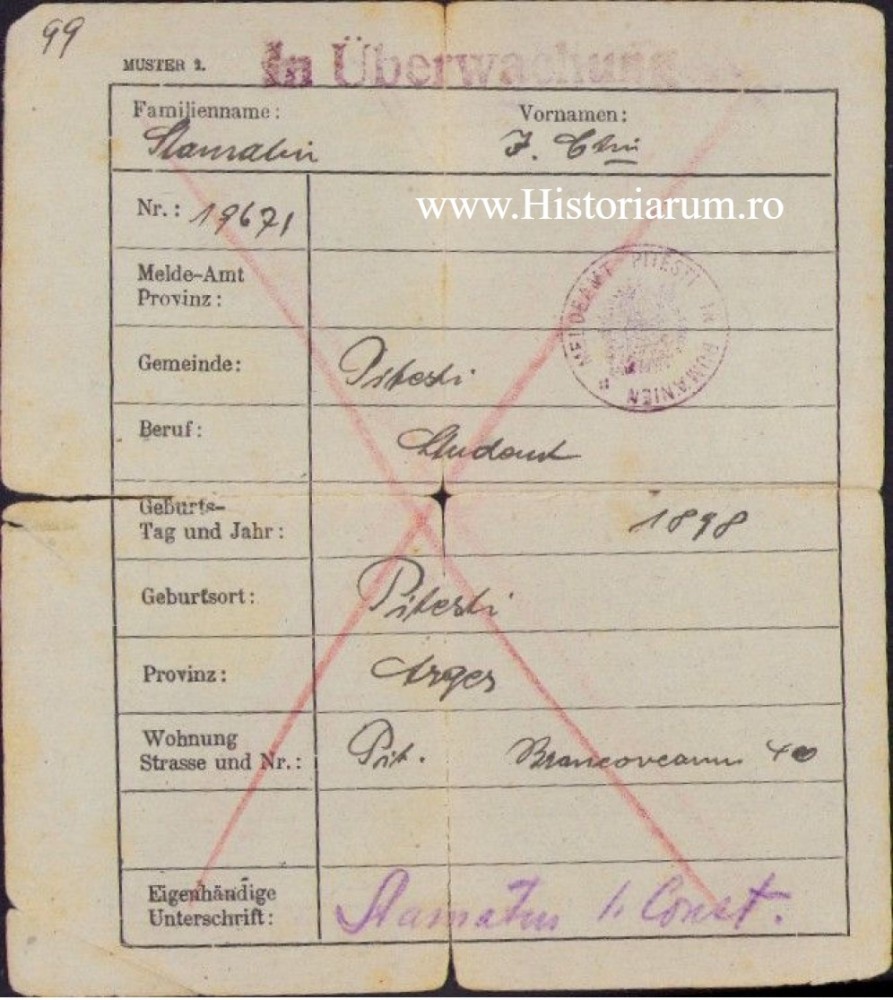 99
MUSTER 2.
In Überwachung
Familienname:
Vornamen:
Stamatin
J. Ctin
www.Historiarum.ro
Nr.: 19671
Melde-Amt
Provinz:
MELDEAMT PITESTI IN RUMÄNIEN
Gemeinde: Pitesti
Beruf: Student
Geburts-
Tag und Jahr: 1898
Geburtsort: Pitesti
Provinz: Arges
Wohnung
Strasse und Nr.: Pit. Brancoveanu 40
Eigenhändige
Unterschrift: Stamatin I. Const.